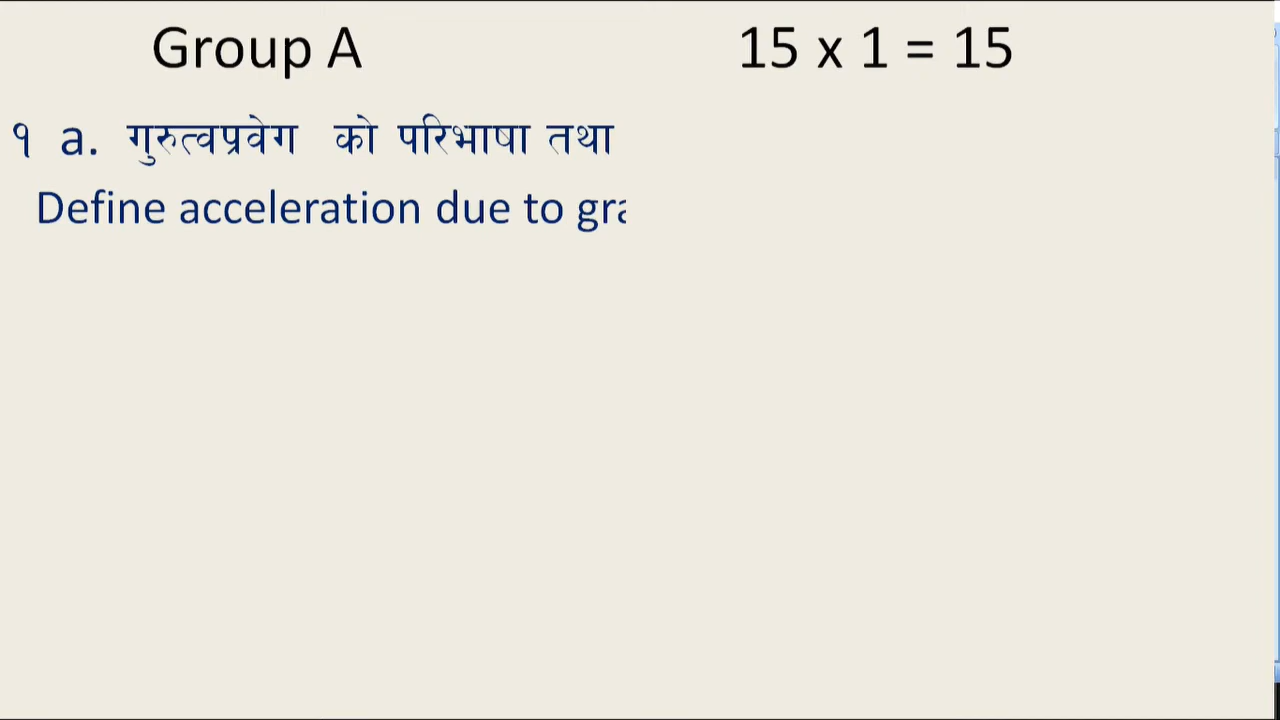 Group A 15 x 1 = 15
१ a. गुरुत्वप्रवेग को परिभाषा तथा
Define acceleration due to